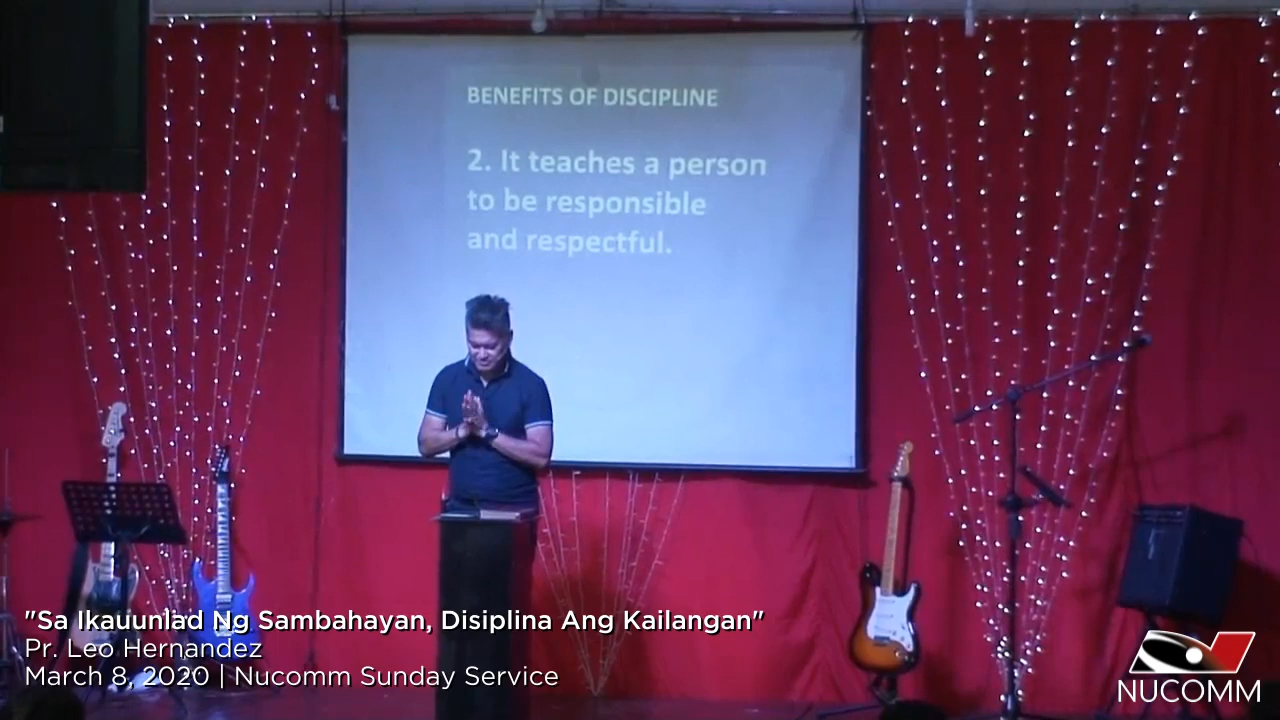 BENEFITS OF DISCIPLINE
2. It teaches a person
to be responsible
and respectful.
"Sa Ikauunlad Ng Sambahayan, Disiplina Ang Kailangan"
Pr. Leo Hernandez
March 8, 2020 | Nucomm Sunday Service
NUCOMM